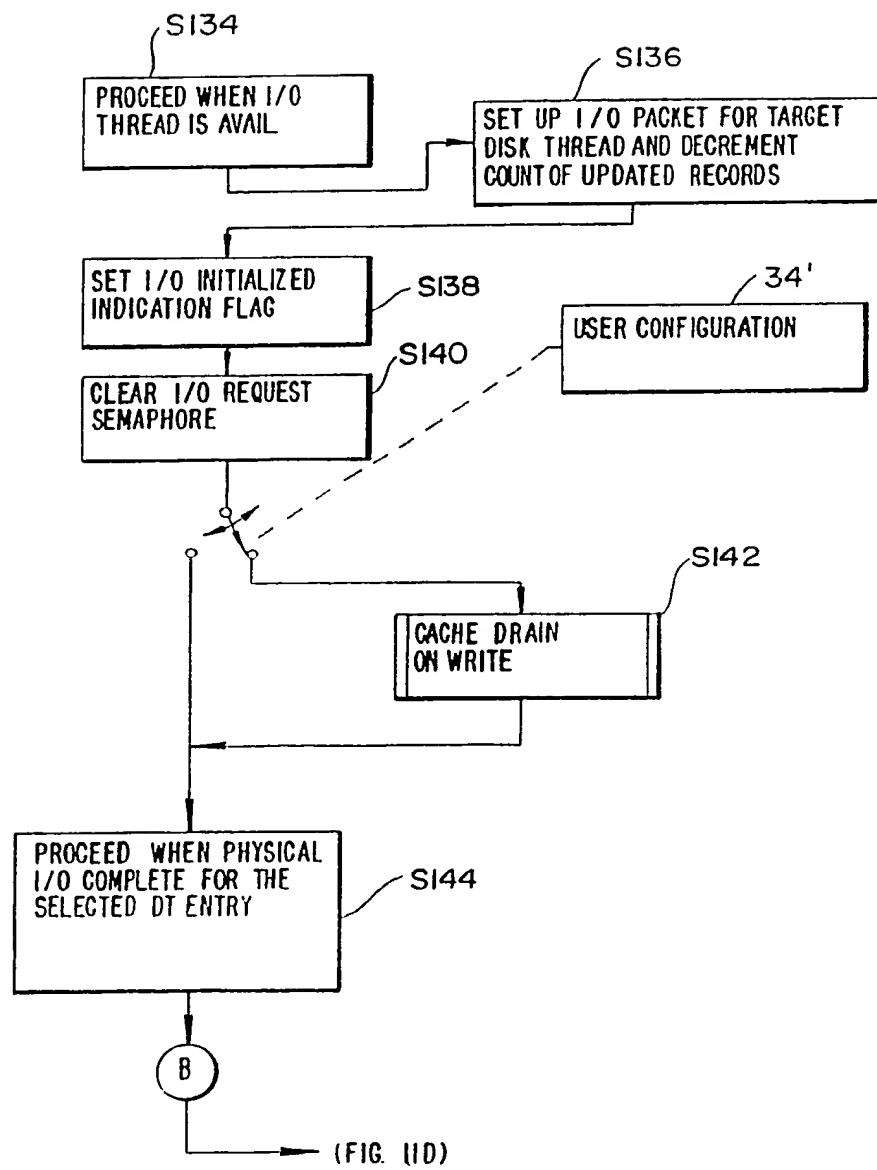 S134
PROCEED WHEN I/O
THREAD IS AVAIL.
S136
SET UP I/O PACKET FOR TARGET
DISK THREAD AND DECREMENT
COUNT OF UPDATED RECORDS
SET I/O INITIALIZED
INDICATION FLAG
S138
34'
USER CONFIGURATION
S140
CLEAR I/O REQUEST
SEMAPHORE
S142
CACHE DRAIN
ON WRITE
PROCEED WHEN PHYSICAL
I/O COMPLETE FOR THE
SELECTED DT ENTRY
S144
B
(FIG. 11D)